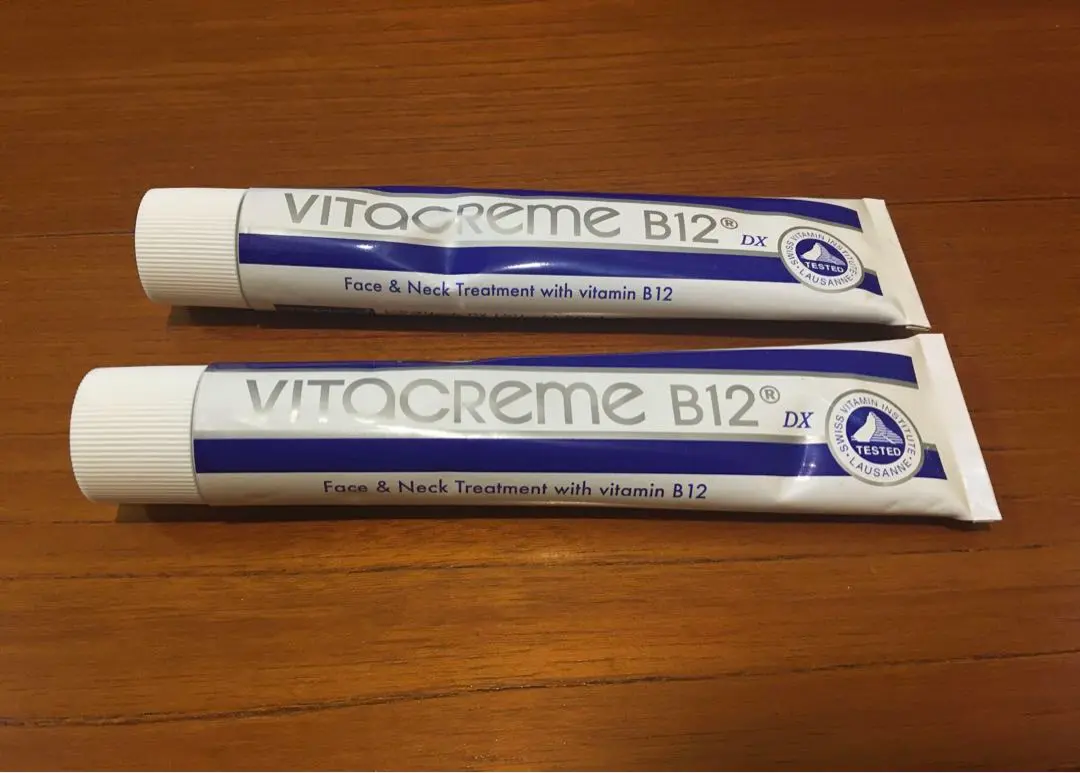 VITACREME B12® DX
SWISS VITAMIN INSTITUTE
TESTED
· LAUSANNE ·
Face & Neck Treatment with vitamin B12
VITACREME B12® DX
SWISS VITAMIN INSTITUTE
TESTED
· LAUSANNE ·
Face & Neck Treatment with vitamin B12